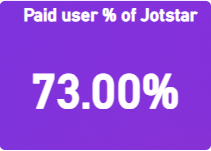 Paid user % of Jotstar
73.00%